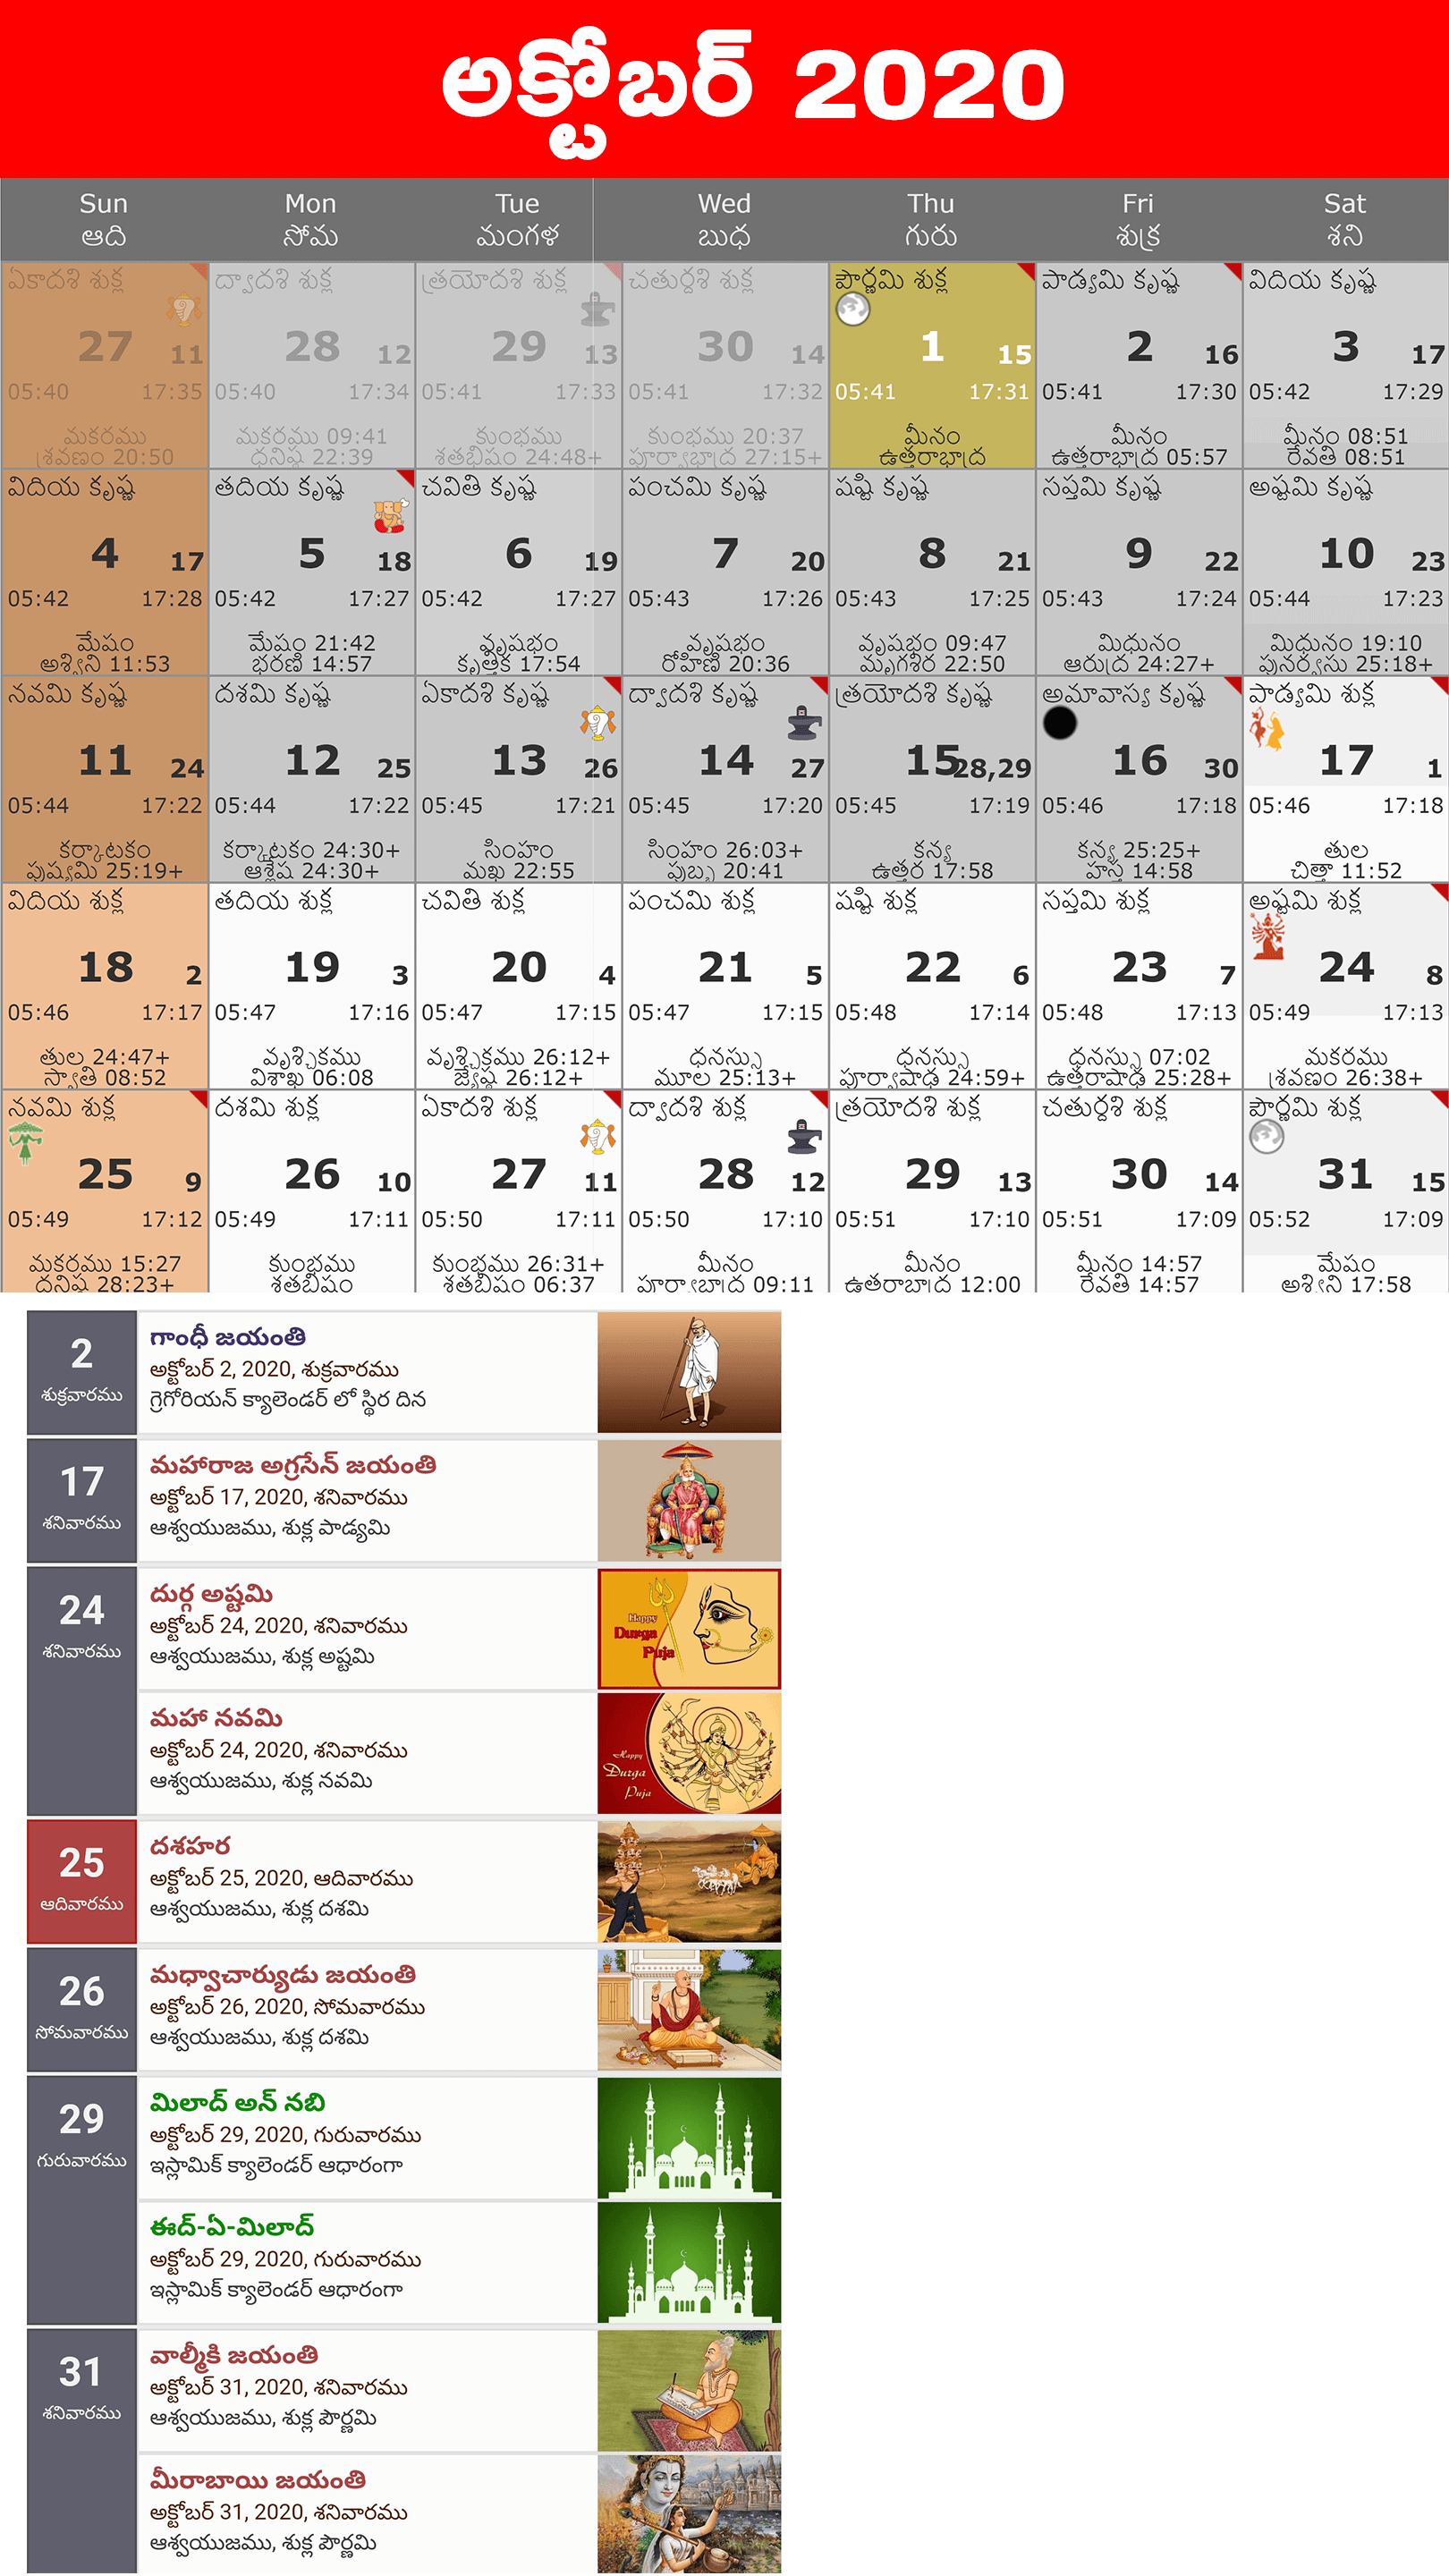 అక్టోబర్ 2020
Sun Mon Tue Wed Thu Fri Sat
ఆది సోమ మంగళ బుధ గురు శుక్ర శని
ఏకాదశి శుక్ల ద్వాదశి శుక్ల త్రయోదశి శుక్ల చతుర్దశి శుక్ల పౌర్ణమి శుక్ల పాడ్యమి కృష్ణ విదియ కృష్ణ
27 11 28 12 29 13 30 14 1 15 2 16 3 17
05:40 17:35 05:40 17:34 05:41 17:33 05:41 17:32 05:41 17:31 05:41 17:30 05:42 17:29
మకరము మకరము 09:41 కుంభము కుంభము 20:37 మీనం మీనం మీనం 08:51
శ్రవణం 20:50 ధనిష్ఠ 22:39 శతభిషం 24:48+ పూర్వాభాద్ర 27:15+ ఉత్తరాభాద్ర ఉత్తరాభాద్ర 05:57 రేవతి 08:51
విదియ కృష్ణ తదియ కృష్ణ చవితి కృష్ణ పంచమి కృష్ణ షష్టి కృష్ణ సప్తమి కృష్ణ అష్టమి కృష్ణ
4 17 5 18 6 19 7 20 8 21 9 22 10 23
05:42 17:28 05:42 17:27 05:42 17:27 05:43 17:26 05:43 17:25 05:43 17:24 05:44 17:23
మేషం మేషం 21:42 వృషభం వృషభం వృషభం 09:47 మిధునం మిధునం 19:10
అశ్విని 11:53 భరణి 14:57 కృత్తిక 17:54 రోహిణి 20:36 మృగశిర 22:50 ఆరుద్ర 24:27+ పునర్వసు 25:18+
నవమి కృష్ణ దశమి కృష్ణ ఏకాదశి కృష్ణ ద్వాదశి కృష్ణ త్రయోదశి కృష్ణ అమావాస్య కృష్ణ పాడ్యమి శుక్ల
11 24 12 25 13 26 14 27 15 28,29 16 30 17 1
05:44 17:22 05:44 17:22 05:45 17:21 05:45 17:20 05:45 17:19 05:46 17:18 05:46 17:18
కర్కాటకం కర్కాటకం 24:30+ సింహం సింహం 26:03+ కన్య కన్య 25:25+ తుల
పుష్యమి 25:19+ ఆశ్లేష 24:30+ మఖ 22:55 పుబ్బ 20:41 ఉత్తర 17:58 హస్త 14:58 చిత్తా 11:52
విదియ శుక్ల తదియ శుక్ల చవితి శుక్ల పంచమి శుక్ల షష్టి శుక్ల సప్తమి శుక్ల అష్టమి శుక్ల
18 2 19 3 20 4 21 5 22 6 23 7 24 8
05:46 17:17 05:47 17:16 05:47 17:15 05:47 17:15 05:48 17:14 05:48 17:13 05:49 17:13
తుల 24:47+ వృశ్చికము వృశ్చికము 26:12+ ధనస్సు ధనస్సు ధనస్సు 07:02 మకరము
స్వాతి 08:52 విశాఖ 06:08 జ్యేష్ఠ 26:12+ మూల 25:13+ పూర్వాషాఢ 24:59+ ఉత్తరాషాఢ 25:28+ శ్రవణం 26:38+
నవమి శుక్ల దశమి శుక్ల ఏకాదశి శుక్ల ద్వాదశి శుక్ల త్రయోదశి శుక్ల చతుర్దశి శుక్ల పౌర్ణమి శుక్ల
25 9 26 10 27 11 28 12 29 13 30 14 31 15
05:49 17:12 05:49 17:11 05:50 17:11 05:50 17:10 05:51 17:10 05:51 17:09 05:52 17:09
మకరము 15:27 కుంభము కుంభము 26:31+ మీనం మీనం మీనం 14:57 మేషం
ధనిష్ఠ 28:23+ శతభిషం శతభిషం 06:37 పూర్వాభాద్ర 09:11 ఉత్తరాభాద్ర 12:00 రేవతి 14:57 అశ్విని 17:58
2
శుక్రవారము
గాంధీ జయంతి
అక్టోబర్ 2, 2020, శుక్రవారము
గ్రెగోరియన్ క్యాలెండర్ లో స్థిర దిన
17
శనివారము
మహారాజ అగ్రసేన్ జయంతి
అక్టోబర్ 17, 2020, శనివారము
ఆశ్వయుజము, శుక్ల పాడ్యమి
24
శనివారము
దుర్గ అష్టమి
అక్టోబర్ 24, 2020, శనివారము
ఆశ్వయుజము, శుక్ల అష్టమి
Happy
Durga
Puja
మహా నవమి
అక్టోబర్ 24, 2020, శనివారము
ఆశ్వయుజము, శుక్ల నవమి
Happy
Durga
Puja
25
ఆదివారము
దశహర
అక్టోబర్ 25, 2020, ఆదివారము
ఆశ్వయుజము, శుక్ల దశమి
26
సోమవారము
మధ్వాచార్యుడు జయంతి
అక్టోబర్ 26, 2020, సోమవారము
ఆశ్వయుజము, శుక్ల దశమి
29
గురువారము
మిలాద్ అన్ నబి
అక్టోబర్ 29, 2020, గురువారము
ఇస్లామిక్ క్యాలెండర్ ఆధారంగా
ఈద్-ఏ-మిలాద్
అక్టోబర్ 29, 2020, గురువారము
ఇస్లామిక్ క్యాలెండర్ ఆధారంగా
31
శనివారము
వాల్మీకి జయంతి
అక్టోబర్ 31, 2020, శనివారము
ఆశ్వయుజము, శుక్ల పౌర్ణమి
మీరాబాయి జయంతి
అక్టోబర్ 31, 2020, శనివారము
ఆశ్వయుజము, శుక్ల పౌర్ణమి